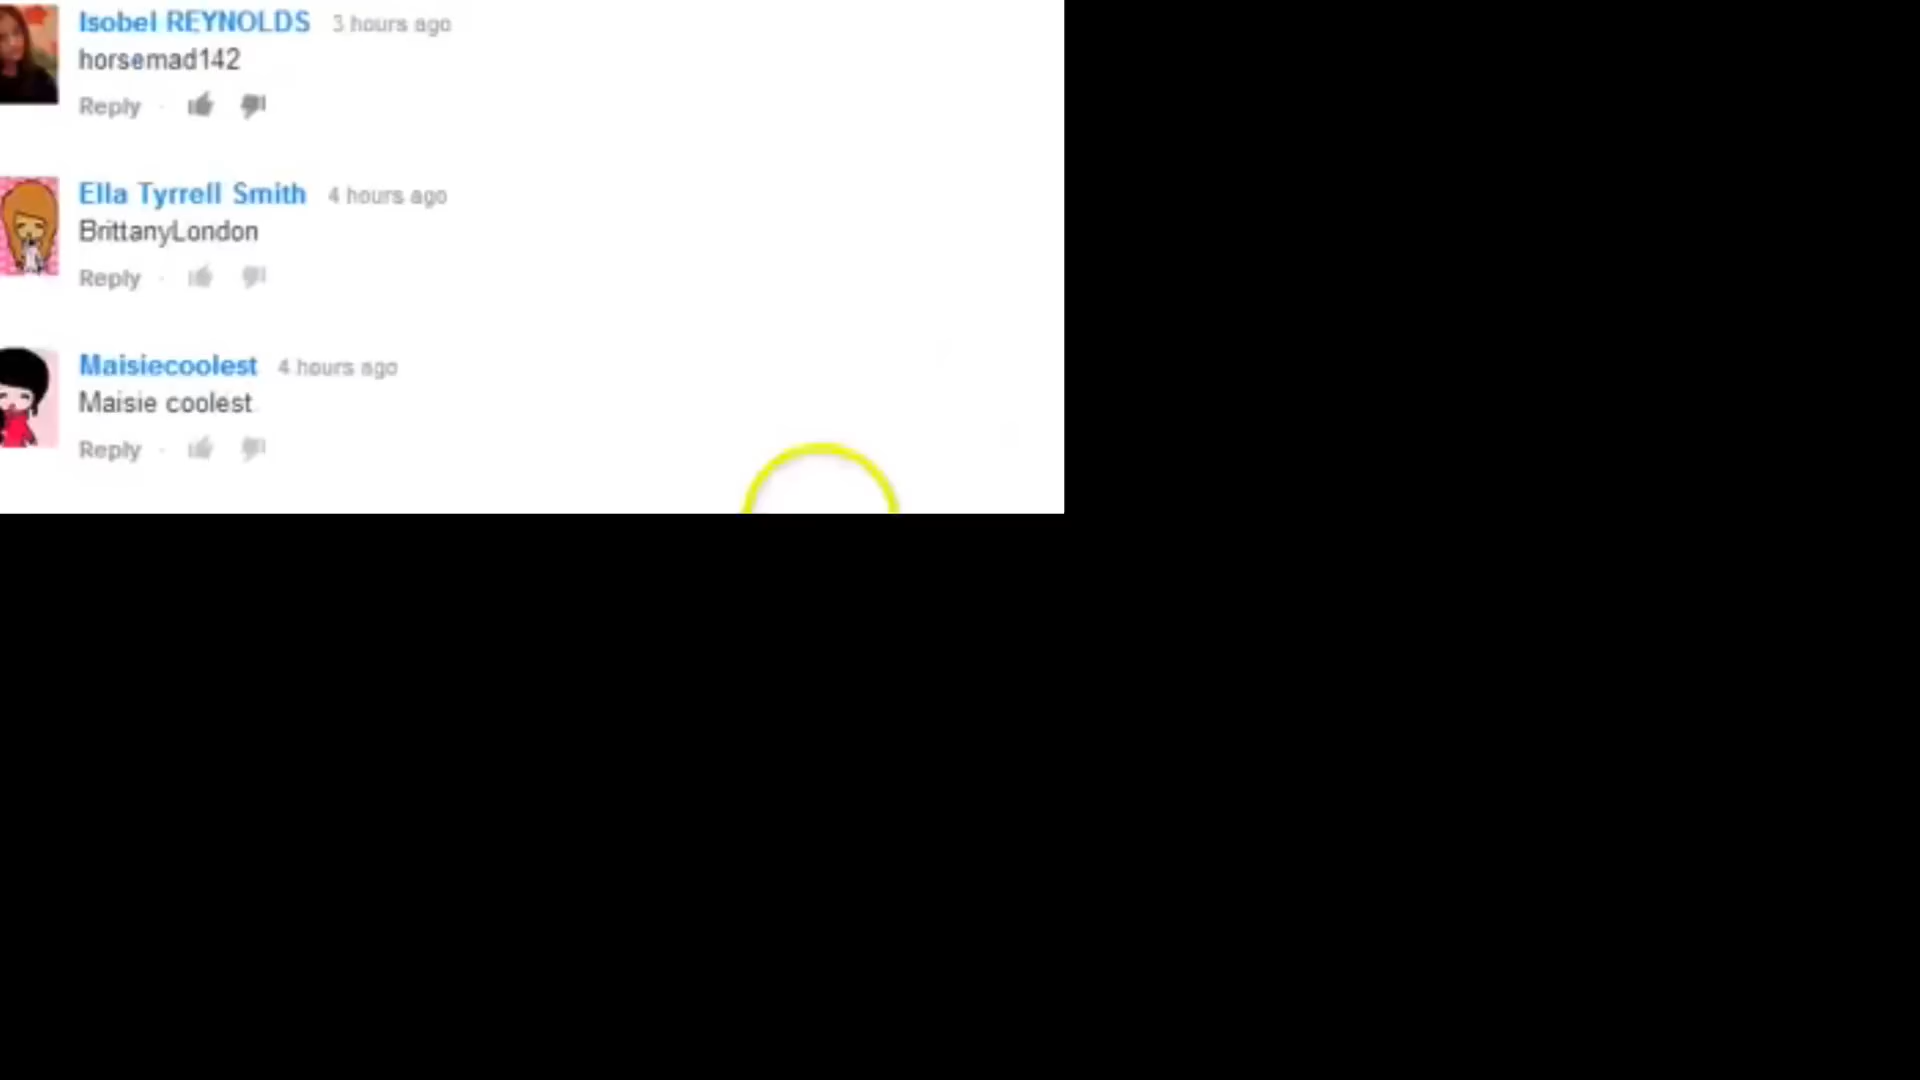 Isobel REYNOLDS 3 hours ago
horsemad142
Reply
Ella Tyrrell Smith 4 hours ago
BrittanyLondon
Reply
Maisiecoolest 4 hours ago
Maisie coolest
Reply